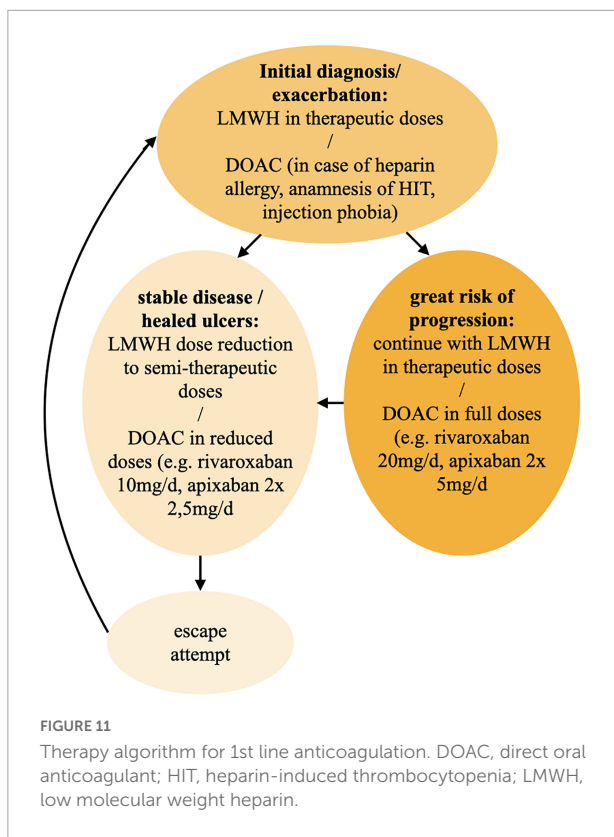 Initial diagnosis/
exacerbation:
LMWH in therapeutic doses
/
DOAC (in case of heparin
allergy, anamnesis of HIT,
injection phobia)
stable disease /
healed ulcers:
LMWH dose reduction
to semi-therapeutic
doses
/
DOAC in reduced
doses (e.g. rivaroxaban
10mg/d, apixaban 2x
2,5mg/d
great risk of
progression:
continue with LMWH
in therapeutic doses
/
DOAC in full doses
(e.g. rivaroxaban
20mg/d, apixaban 2x
5mg/d
escape
attempt
FIGURE 11
Therapy algorithm for 1st line anticoagulation. DOAC, direct oral
anticoagulant; HIT, heparin-induced thrombocytopenia; LMWH,
low molecular weight heparin.